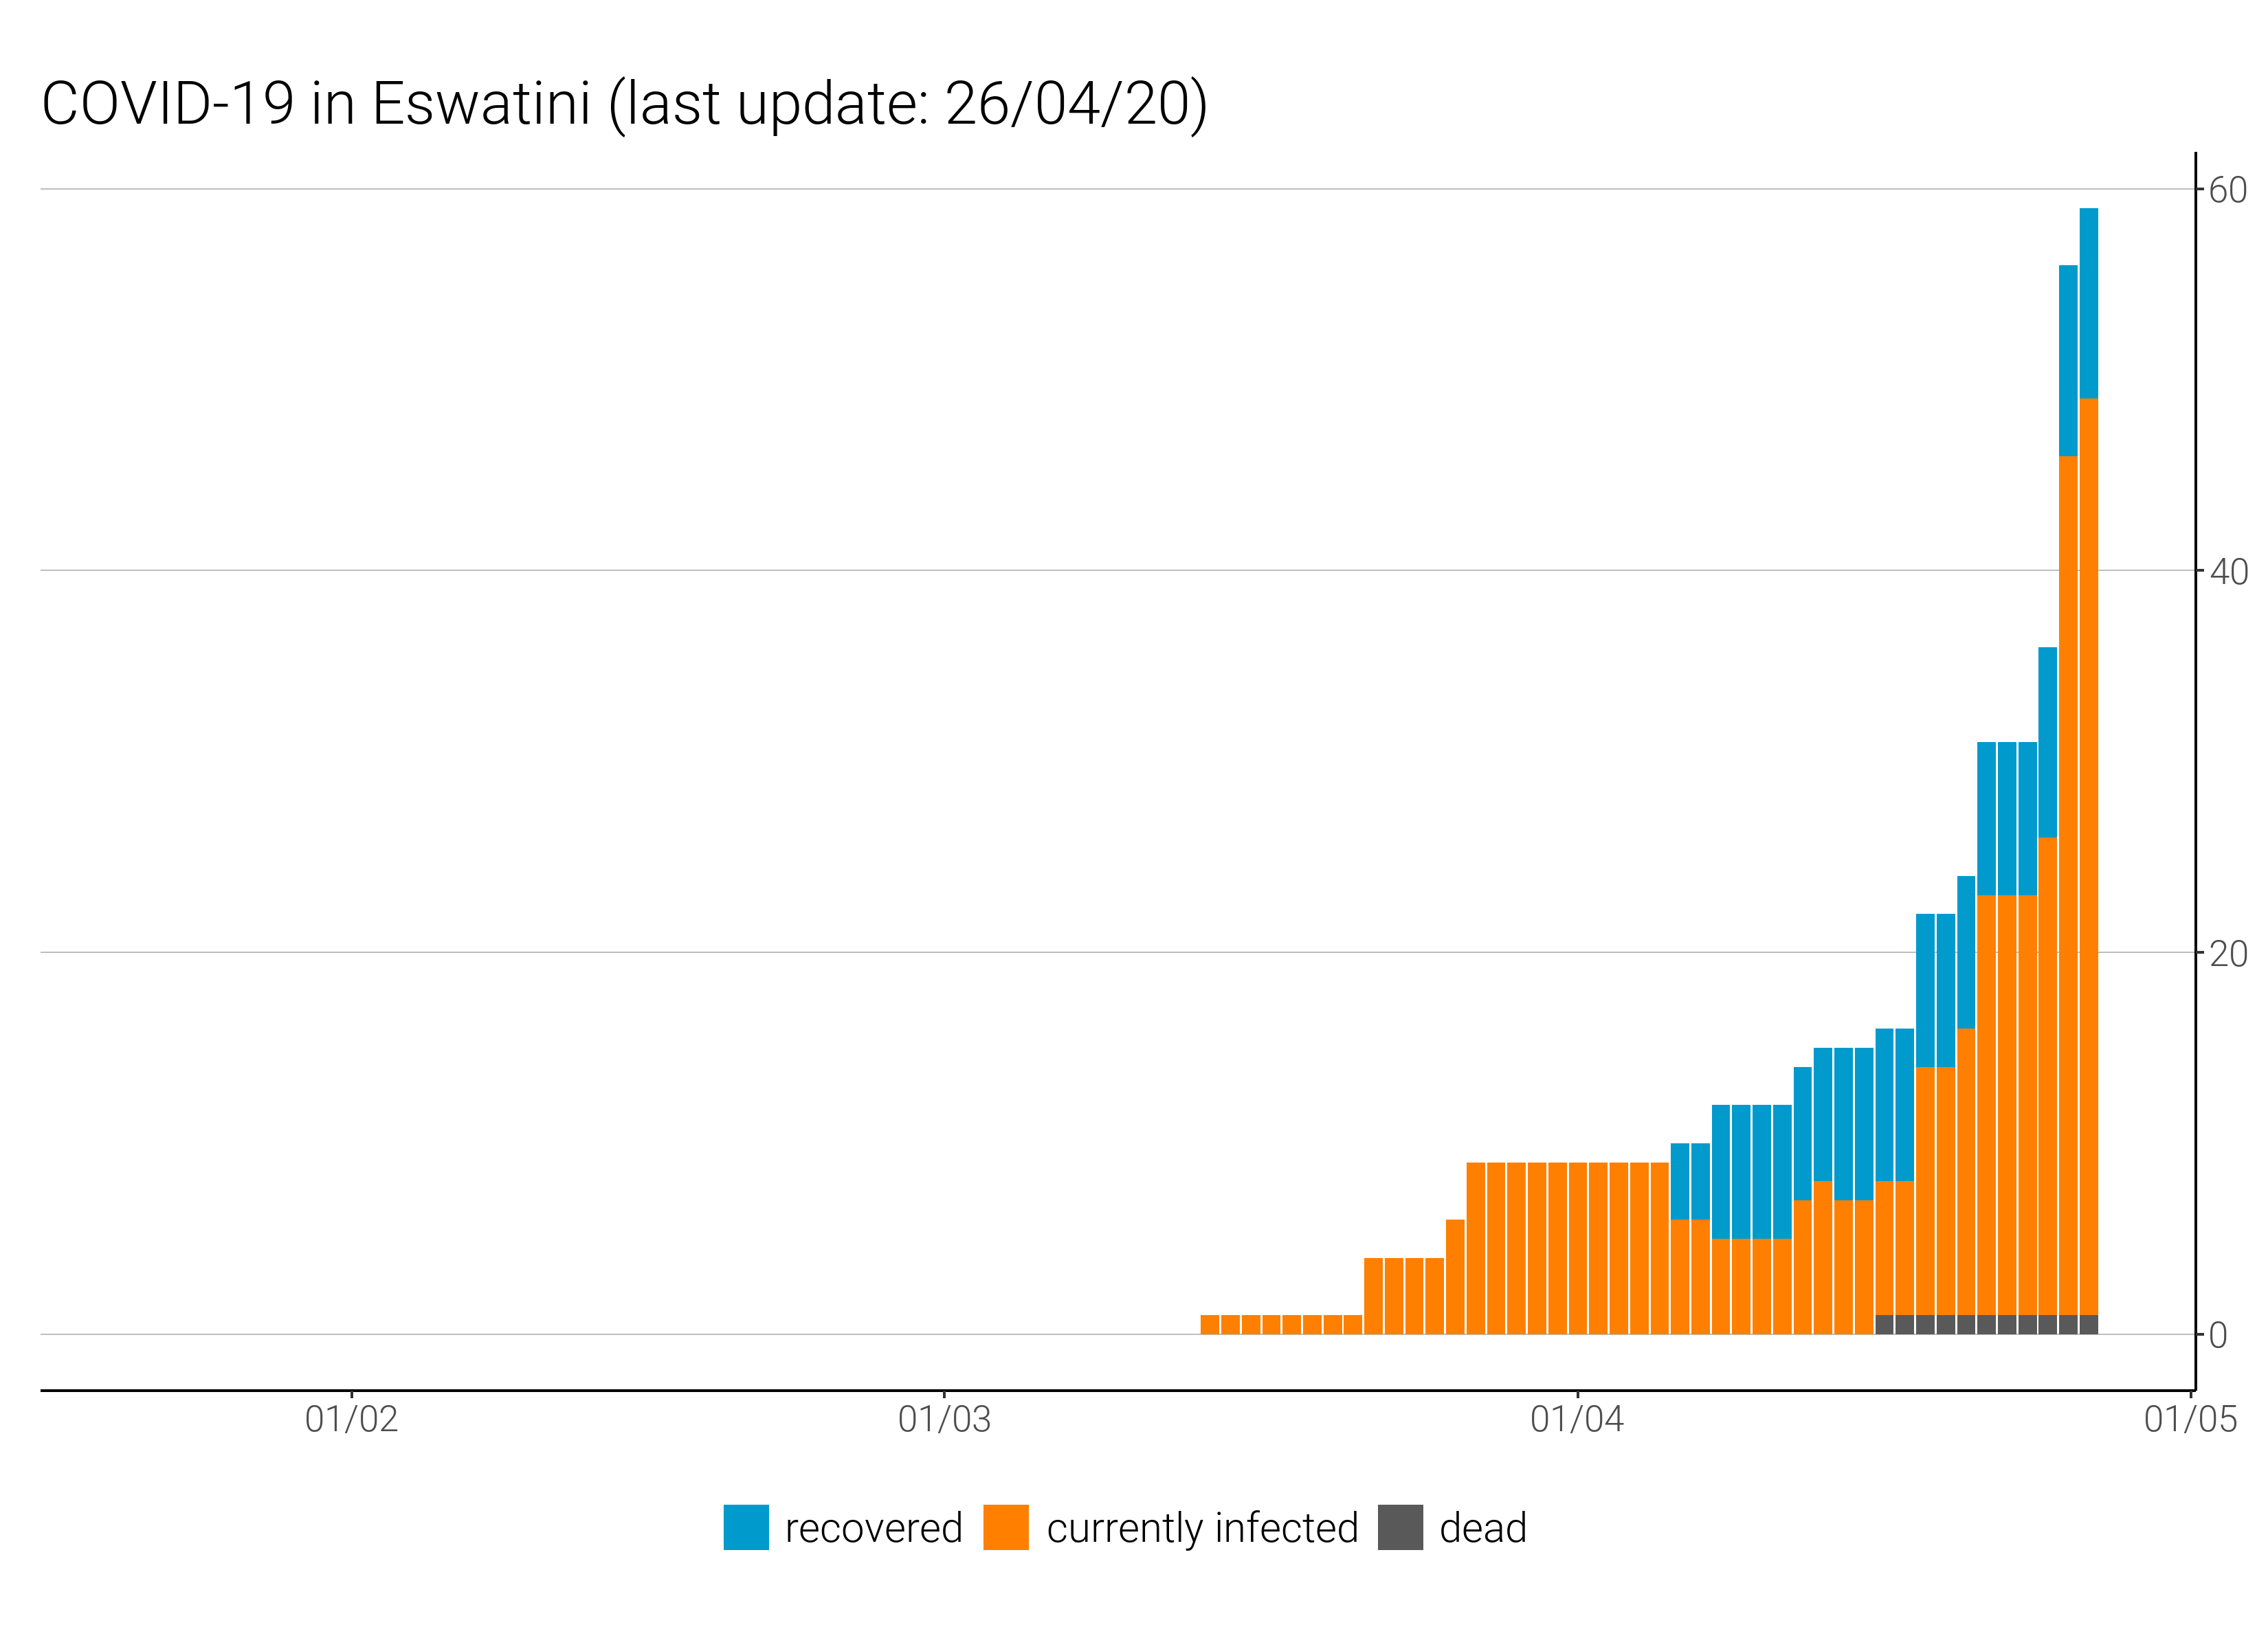 COVID-19 in Eswatini (last update: 26/04/20)
60
40
20
0
01/02 01/03 01/04 01/05
recovered currently infected dead